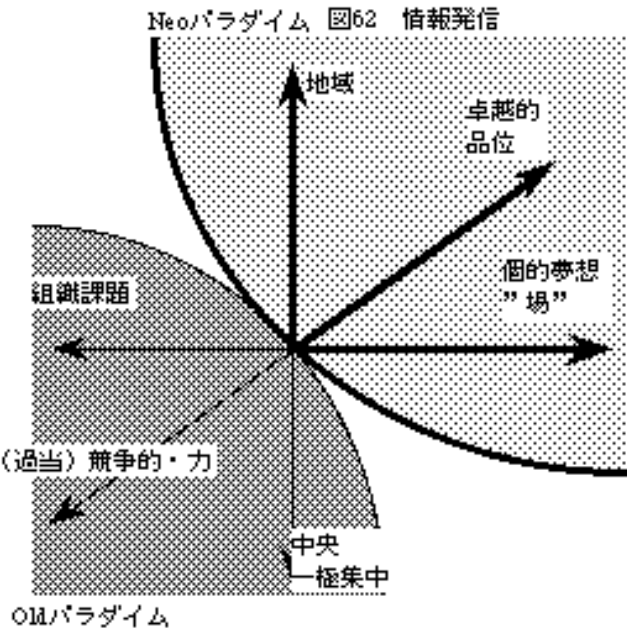 Neoパラダイム 図62 情報発信
地域
卓越的
品位
個的夢想
”場”
組織課題
（過当）競争的・力
中央
一極集中
Oldパラダイム